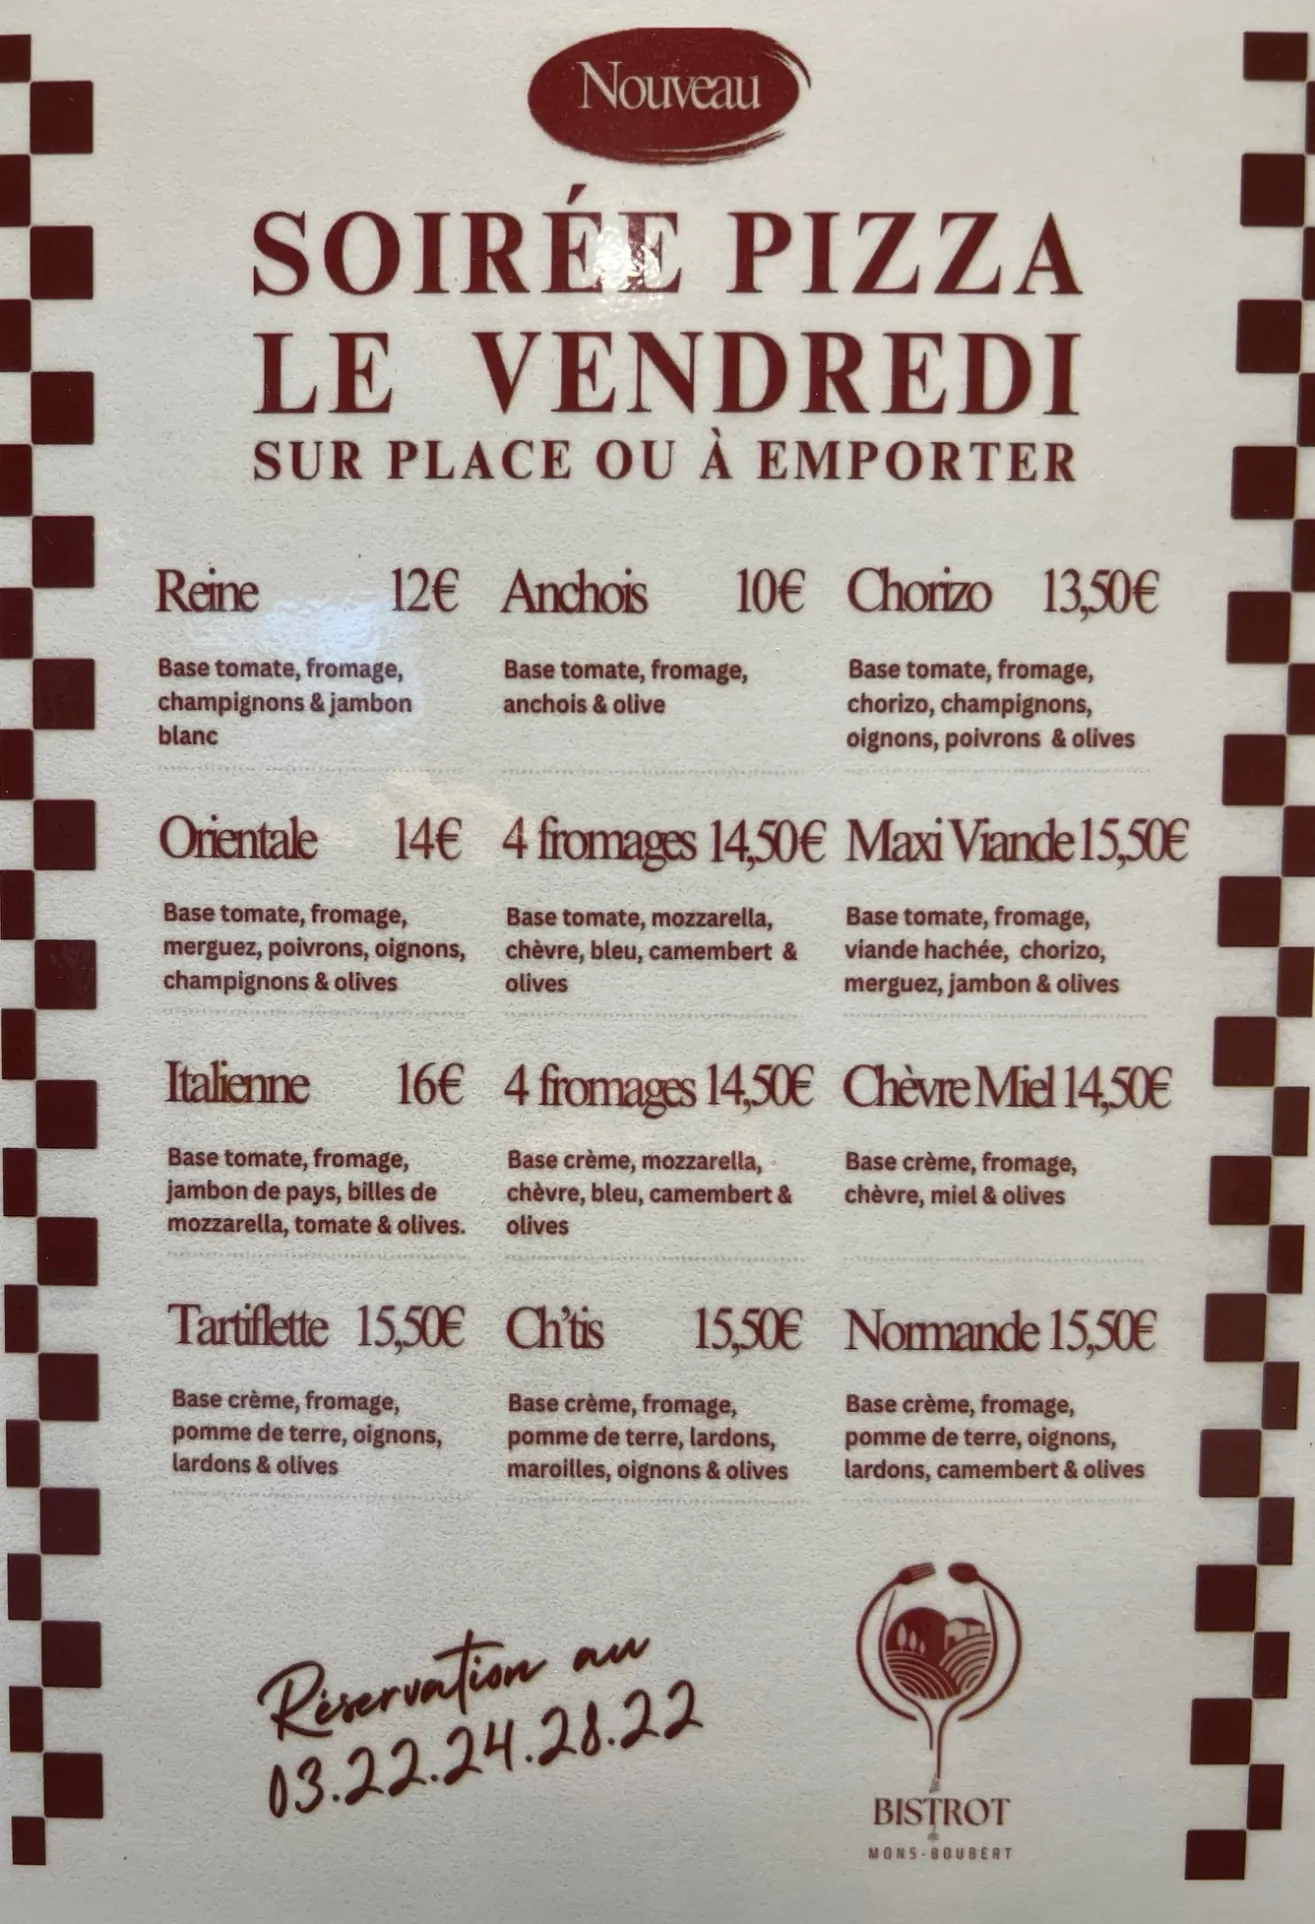 Nouveau
SOIRÉE PIZZA
LE VENDREDI
SUR PLACE OU À EMPORTER
Reine 12€
Base tomate, fromage,
champignons & jambon
blanc
Anchois 10€
Base tomate, fromage,
anchois & olive
Chorizo 13,50€
Base tomate, fromage,
chorizo, champignons,
oignons, poivrons & olives
Orientale 14€
Base tomate, fromage,
merguez, poivrons, oignons,
champignons & olives
4 fromages 14,50€
Base tomate, mozzarella,
chèvre, bleu, camembert &
olives
Maxi Viande 15,50€
Base tomate, fromage,
viande hachée, chorizo,
merguez, jambon & olives
Italienne 16€
Base tomate, fromage,
jambon de pays, billes de
mozzarella, tomate & olives.
4 fromages 14,50€
Base crème, mozzarella,
chèvre, bleu, camembert &
olives
Chèvre Miel 14,50€
Base crème, fromage,
chèvre, miel & olives
Tartiflette 15,50€
Base crème, fromage,
pomme de terre, oignons,
lardons & olives
Ch'tis 15,50€
Base crème, fromage,
pomme de terre, lardons,
maroilles, oignons & olives
Normande 15,50€
Base crème, fromage,
pomme de terre, oignons,
lardons, camembert & olives
Réservation au
03.22.24.28.22
BISTROT
MONS-BOUBERT